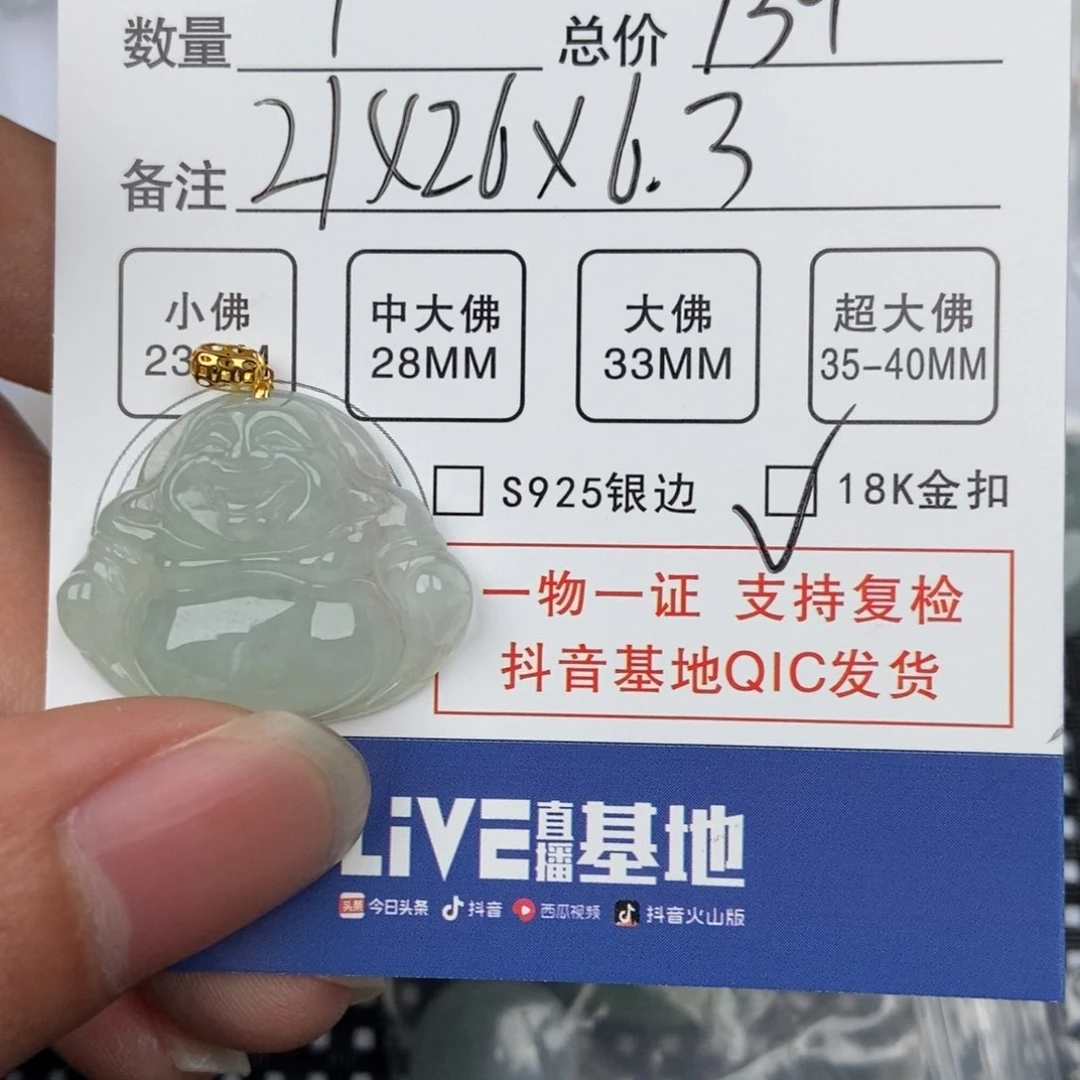 数量 1 总价
备注 21X26X6.3
小佛 中大佛 大佛 超大佛
23 28MM 33MM 35-40MM
S925银边 18K金扣
一物一证 支持复检
抖音基地QIC发货
LiVE直播基地
头条 今日头条 抖音 西瓜视频 抖音火山版